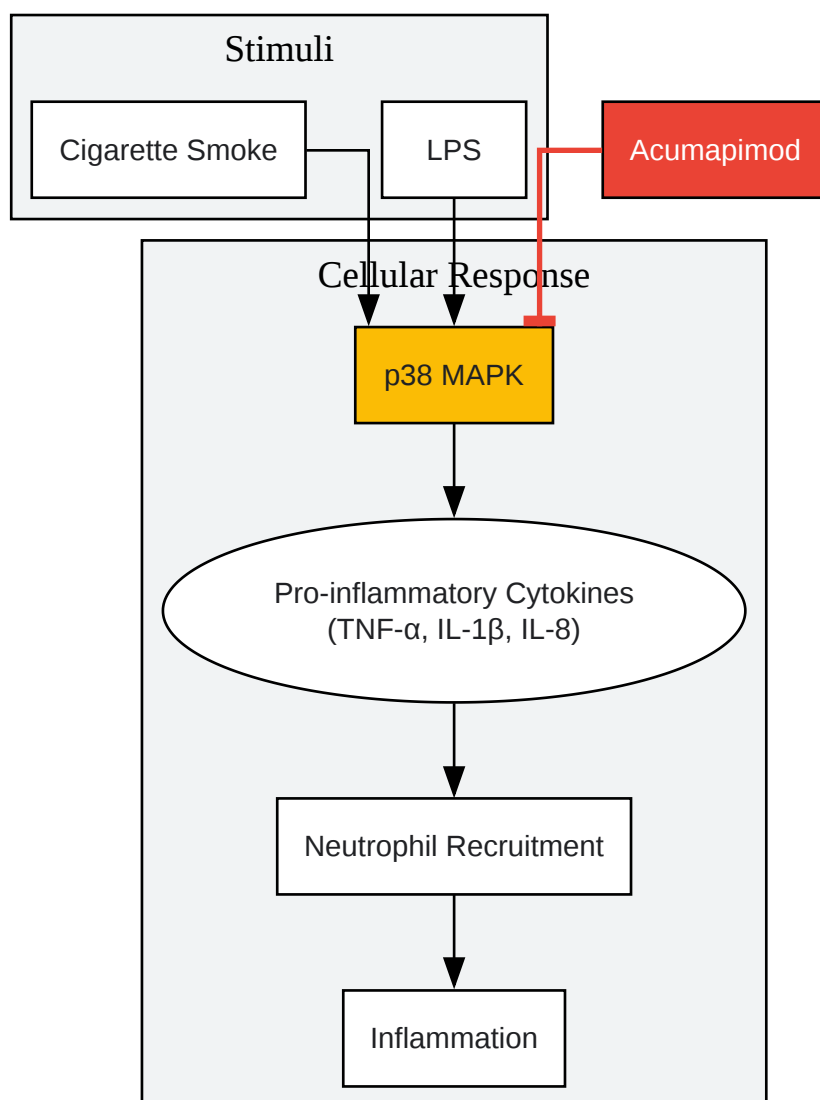 Stimuli
Cigarette Smoke
LPS
Acumapimod
Cellular Response
p38 MAPK
Pro-inflammatory Cytokines
(TNF-α, IL-1β, IL-8)
Neutrophil Recruitment
Inflammation